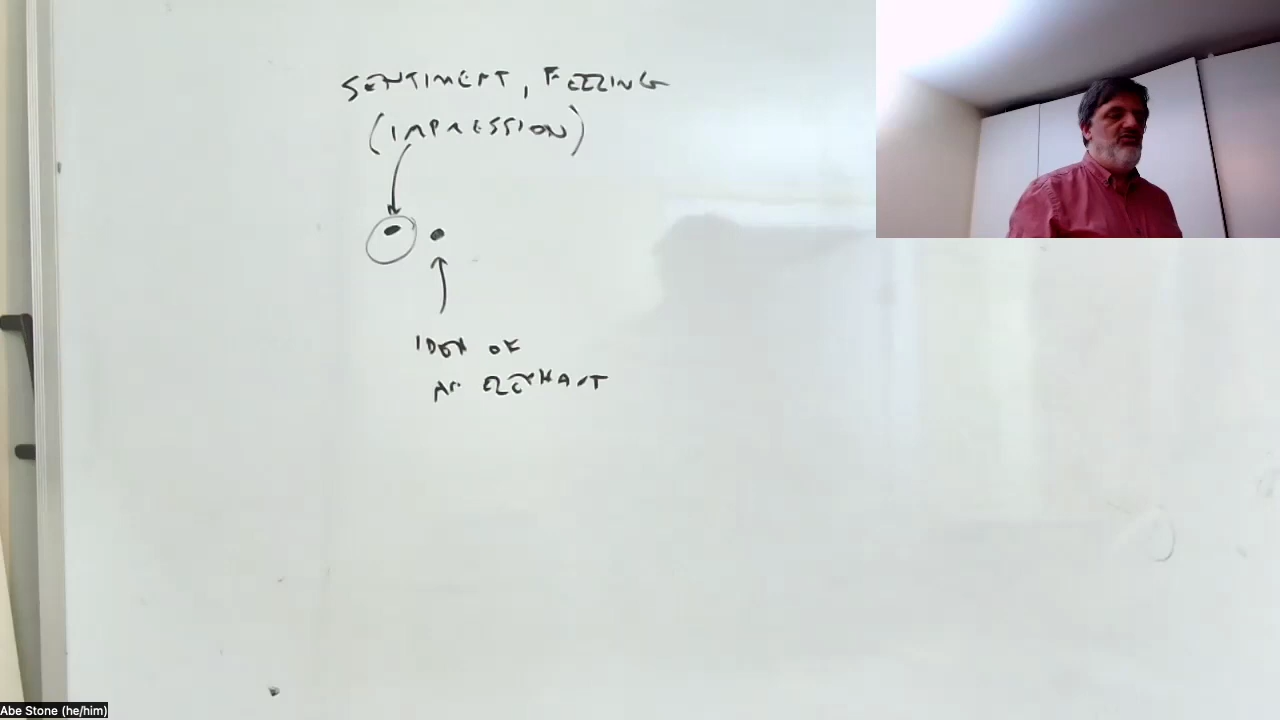 SENTIMENT, FEELING
(IMPRESSION)
IDEA OF
AN ELEPHANT
Abe Stone (he/him)